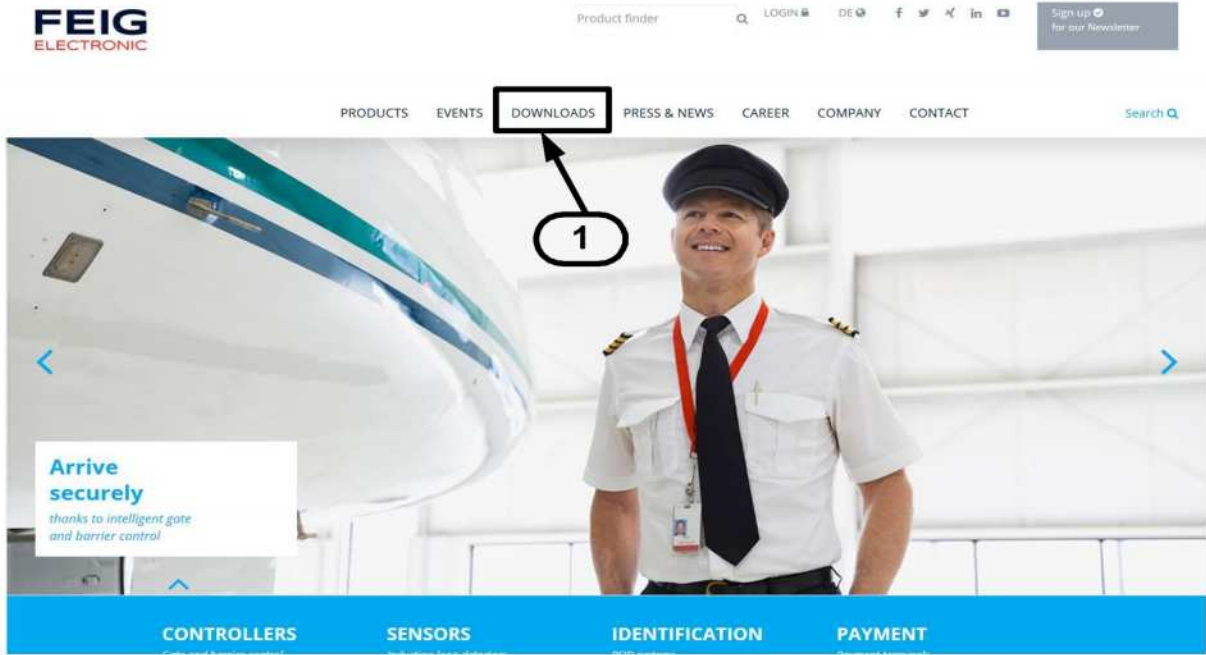 FEIG
ELECTRONIC
Product finder
LOGIN
DE
f
in
Sign up
for our Newsletter
PRODUCTS EVENTS DOWNLOADS PRESS & NEWS CAREER COMPANY CONTACT Search
1
Arrive
securely
thanks to intelligent gate
and barrier control
CONTROLLERS SENSORS IDENTIFICATION PAYMENT